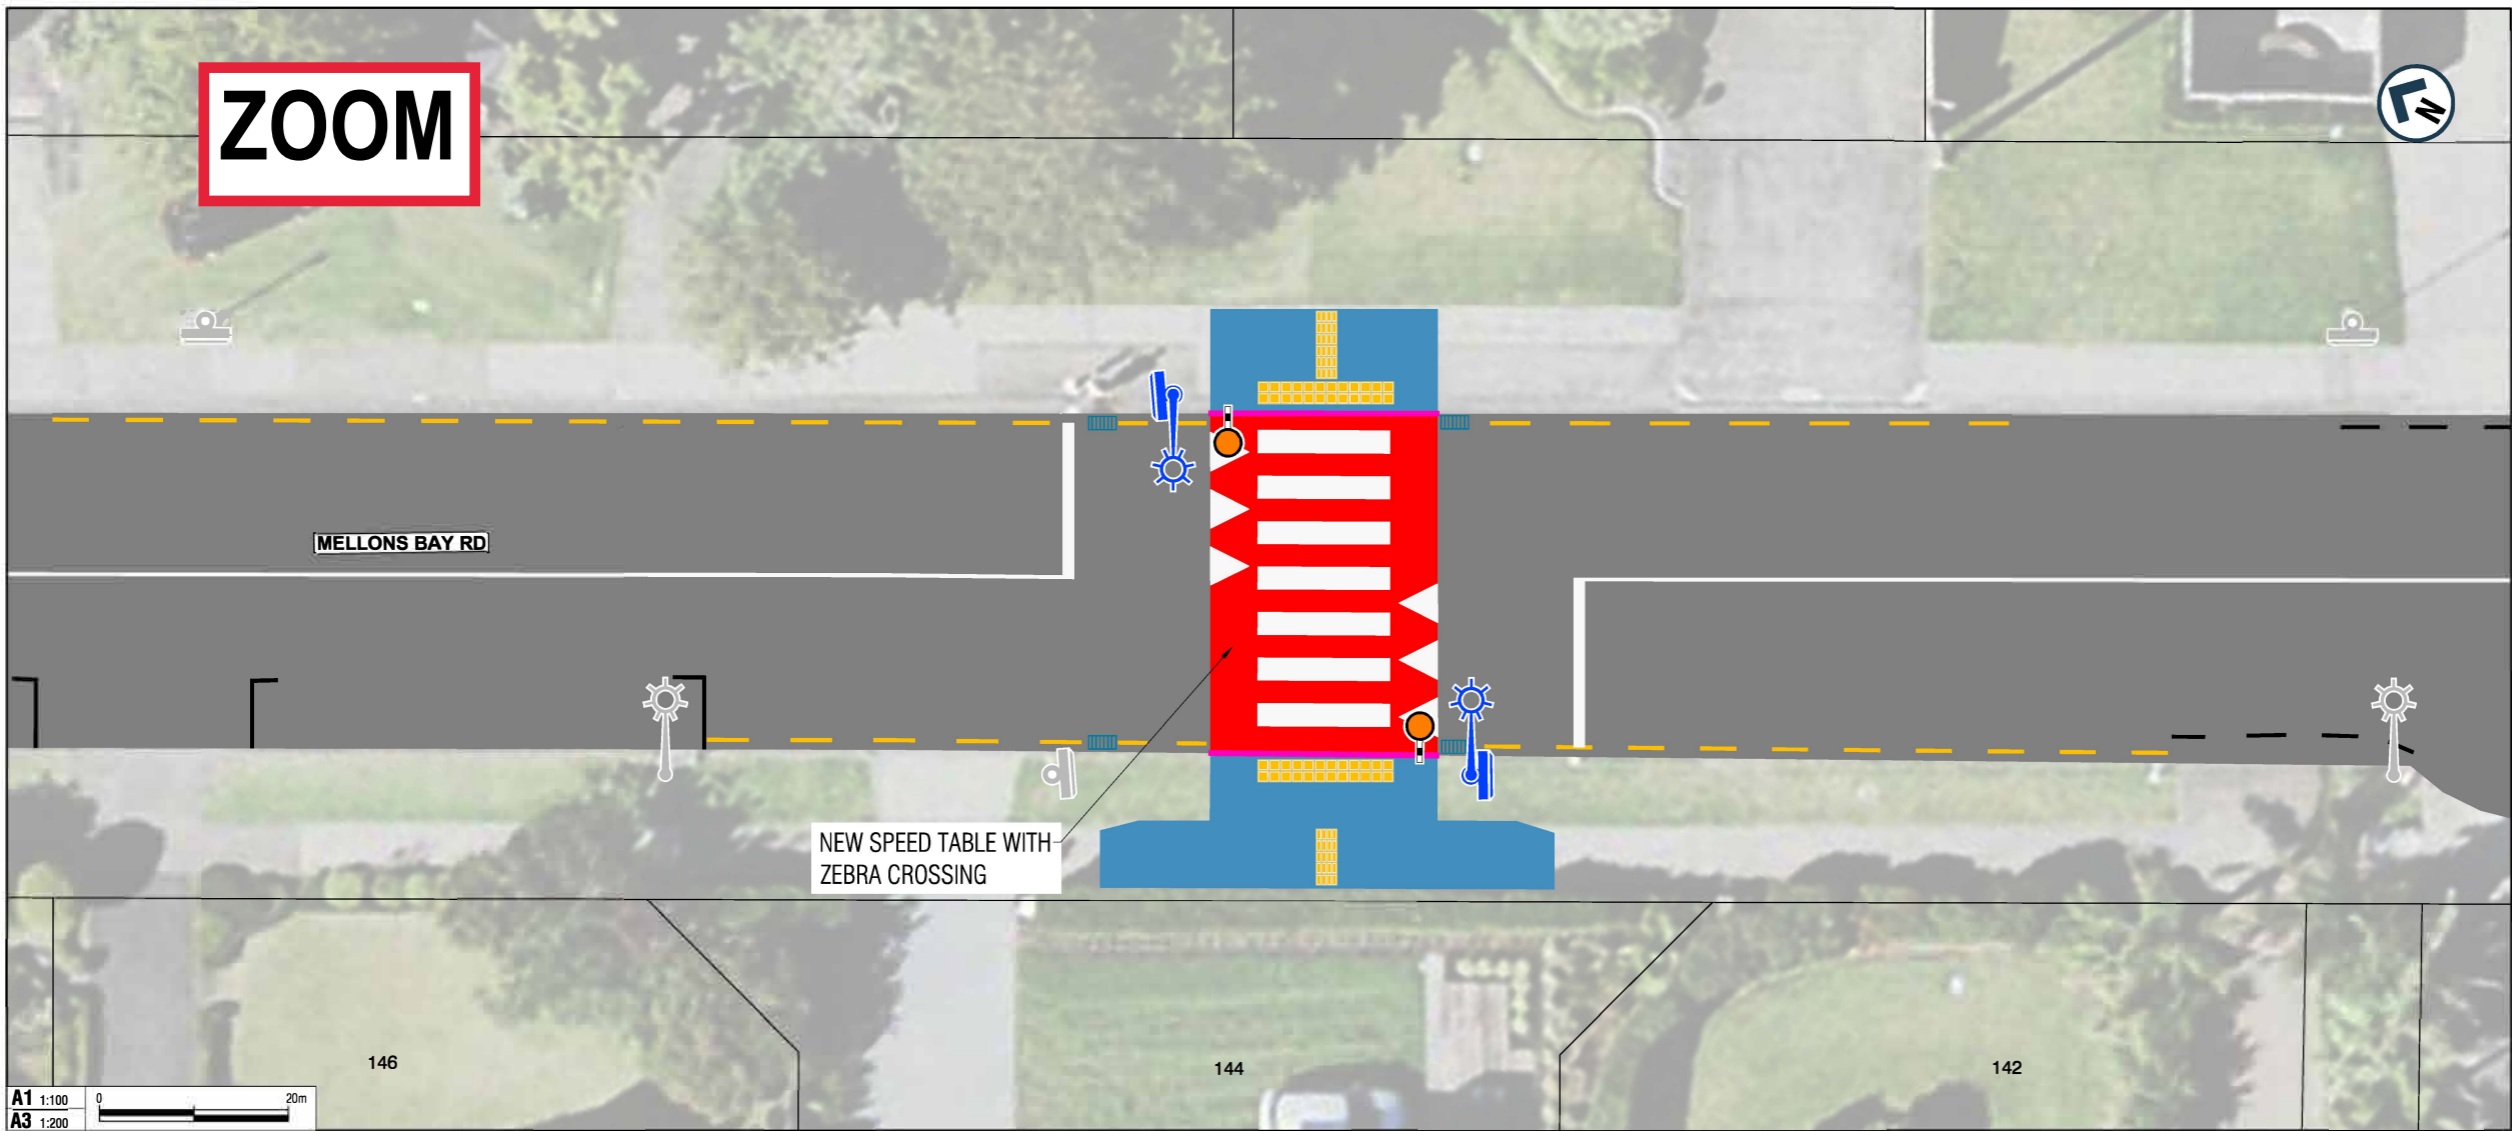 ZOOM
N
MELLONS BAY RD
NEW SPEED TABLE WITH
ZEBRA CROSSING
146
144
142
A1 1:100
A3 1:200
0 20m